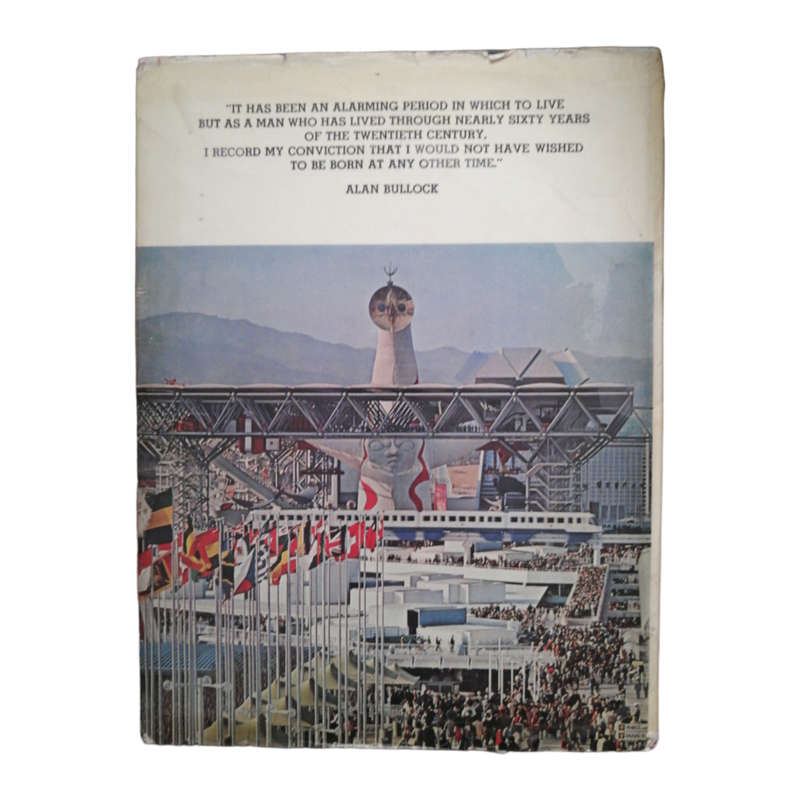 "IT HAS BEEN AN ALARMING PERIOD IN WHICH TO LIVE
BUT AS A MAN WHO HAS LIVED THROUGH NEARLY SIXTY YEARS
OF THE TWENTIETH CENTURY,
I RECORD MY CONVICTION THAT I WOULD NOT HAVE WISHED
TO BE BORN AT ANY OTHER TIME."
ALAN BULLOCK